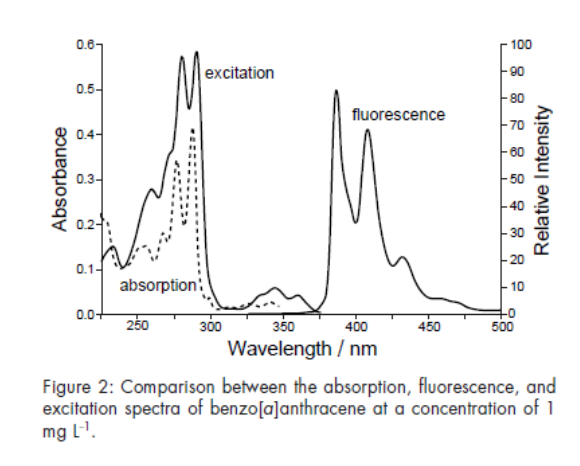 0.6
0.5
0.4
0.3
0.2
0.1
0.0
Absorbance
excitation
fluorescence
absorption
100
90
80
70
60
50
40
30
20
10
0
Relative Intensity
250
300
350
400
450
500
Wavelength / nm
Figure 2: Comparison between the absorption, fluorescence, and
excitation spectra of benzo[a]anthracene at a concentration of 1
mg L⁻¹.